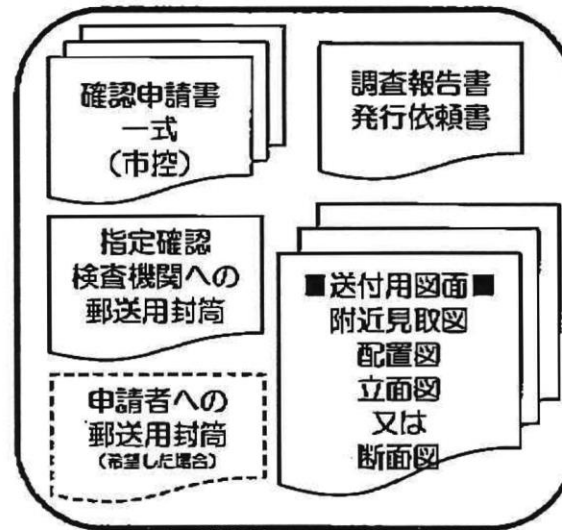 確認申請書
一式
(市控)
調査報告書
発行依頼書
指定確認
検査機関への
郵送用封筒
申請者への
郵送用封筒
(希望した場合)
■送付用図面■
附近見取図
配置図
立面図
又は
断面図